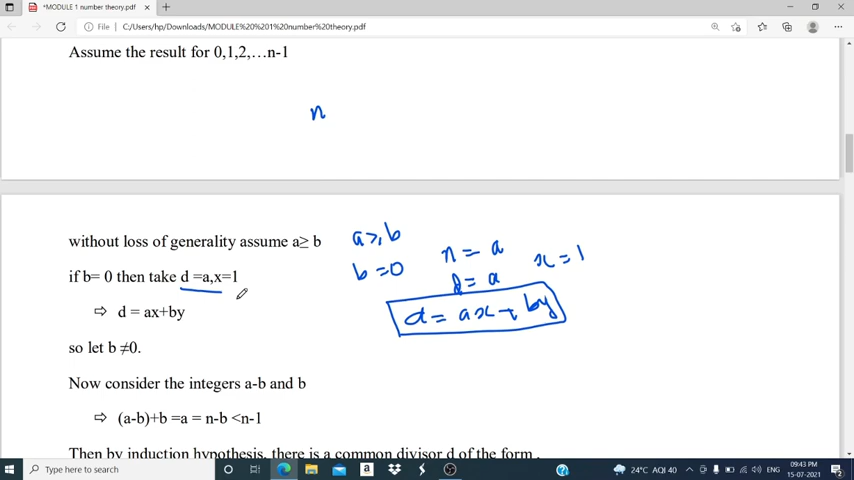 *MODULE 1 number theory.pdf
File | C:/Users/hp/Downloads/MODULE%20%201%20number%20theory.pdf
Assume the result for 0,1,2,…n-1
n
without loss of generality assume a≥ b
a ≥ b
if b= 0 then take d =a,x=1
b = 0
n = a
x = 1
d = a
⇨ d = ax+by
d = ax + by
so let b ≠0.
Now consider the integers a-b and b
⇨ (a-b)+b =a = n-b <n-1
Then by induction hypothesis, there is a common divisor d of the form .
Type here to search
24°C AQI 40
ENG
09:43 PM
15-07-2021